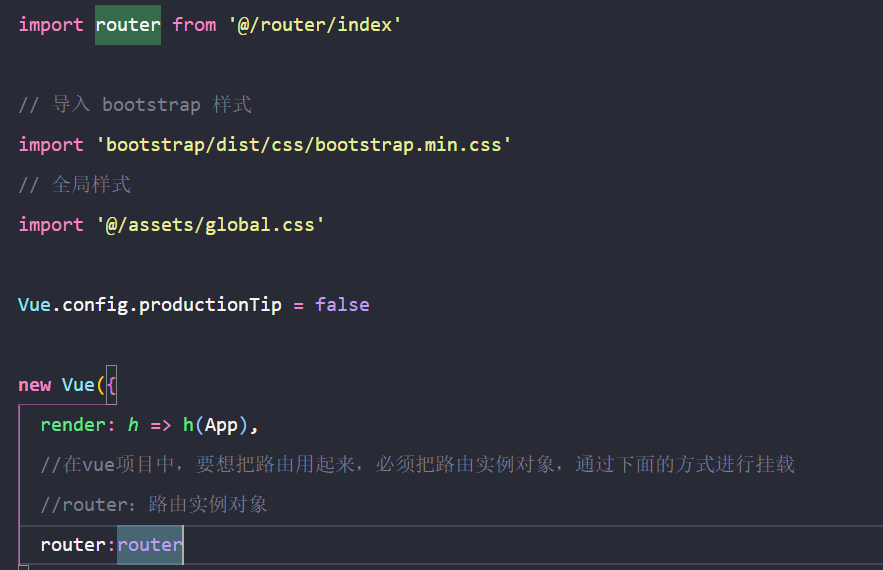 import router from '@/router/index'
// 导入 bootstrap 样式
import 'bootstrap/dist/css/bootstrap.min.css'
// 全局样式
import '@/assets/global.css'
Vue.config.productionTip = false
new Vue({
render: h => h(App),
//在vue项目中，要想把路由用起来，必须把路由实例对象，通过下面的方式进行挂载
//router：路由实例对象
router:router